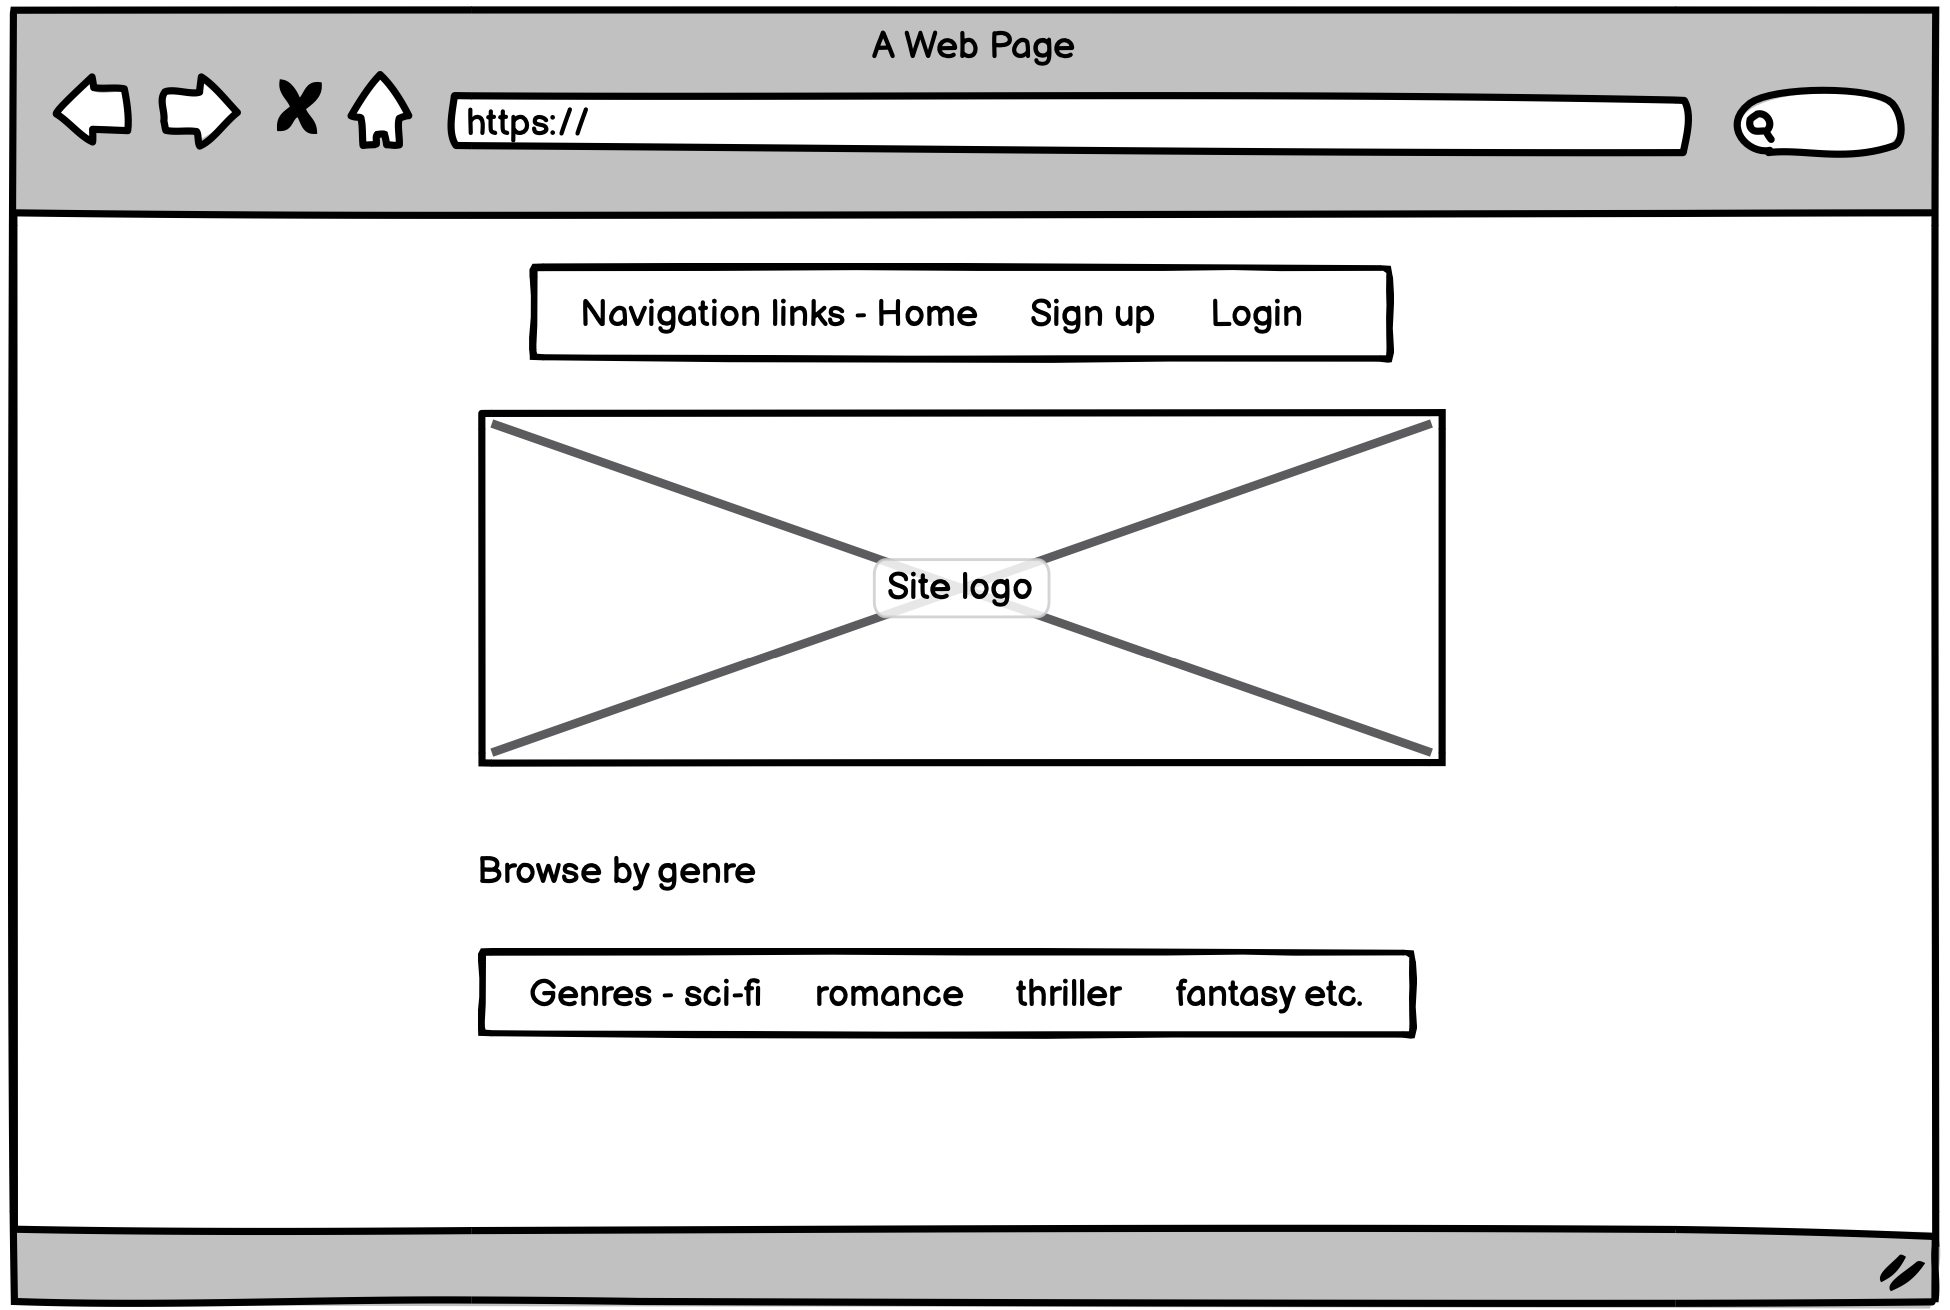 A Web Page
https://
Navigation links - Home Sign up Login
Site logo
Browse by genre
Genres - sci-fi romance thriller fantasy etc.